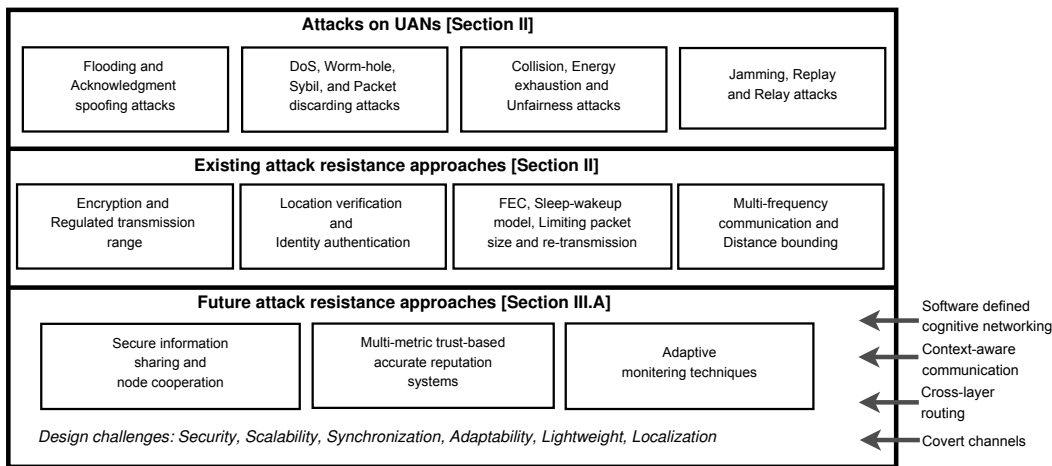 Attacks on UANs [Section II]
Flooding and
Acknowledgment
spoofing attacks
DoS, Worm-hole,
Sybil, and Packet
discarding attacks
Collision, Energy
exhaustion and
Unfairness attacks
Jamming, Replay
and Relay attacks
Existing attack resistance approaches [Section II]
Encryption and
Regulated transmission
range
Location verification
and
Identity authentication
FEC, Sleep-wakeup
model, Limiting packet
size and re-transmission
Multi-frequency
communication and
Distance bounding
Future attack resistance approaches [Section III.A]
Secure information
sharing and
node cooperation
Multi-metric trust-based
accurate reputation
systems
Adaptive
monitering techniques
Design challenges: Security, Scalability, Synchronization, Adaptability, Lightweight, Localization
Software defined
cognitive networking
Context-aware
communication
Cross-layer
routing
Covert channels